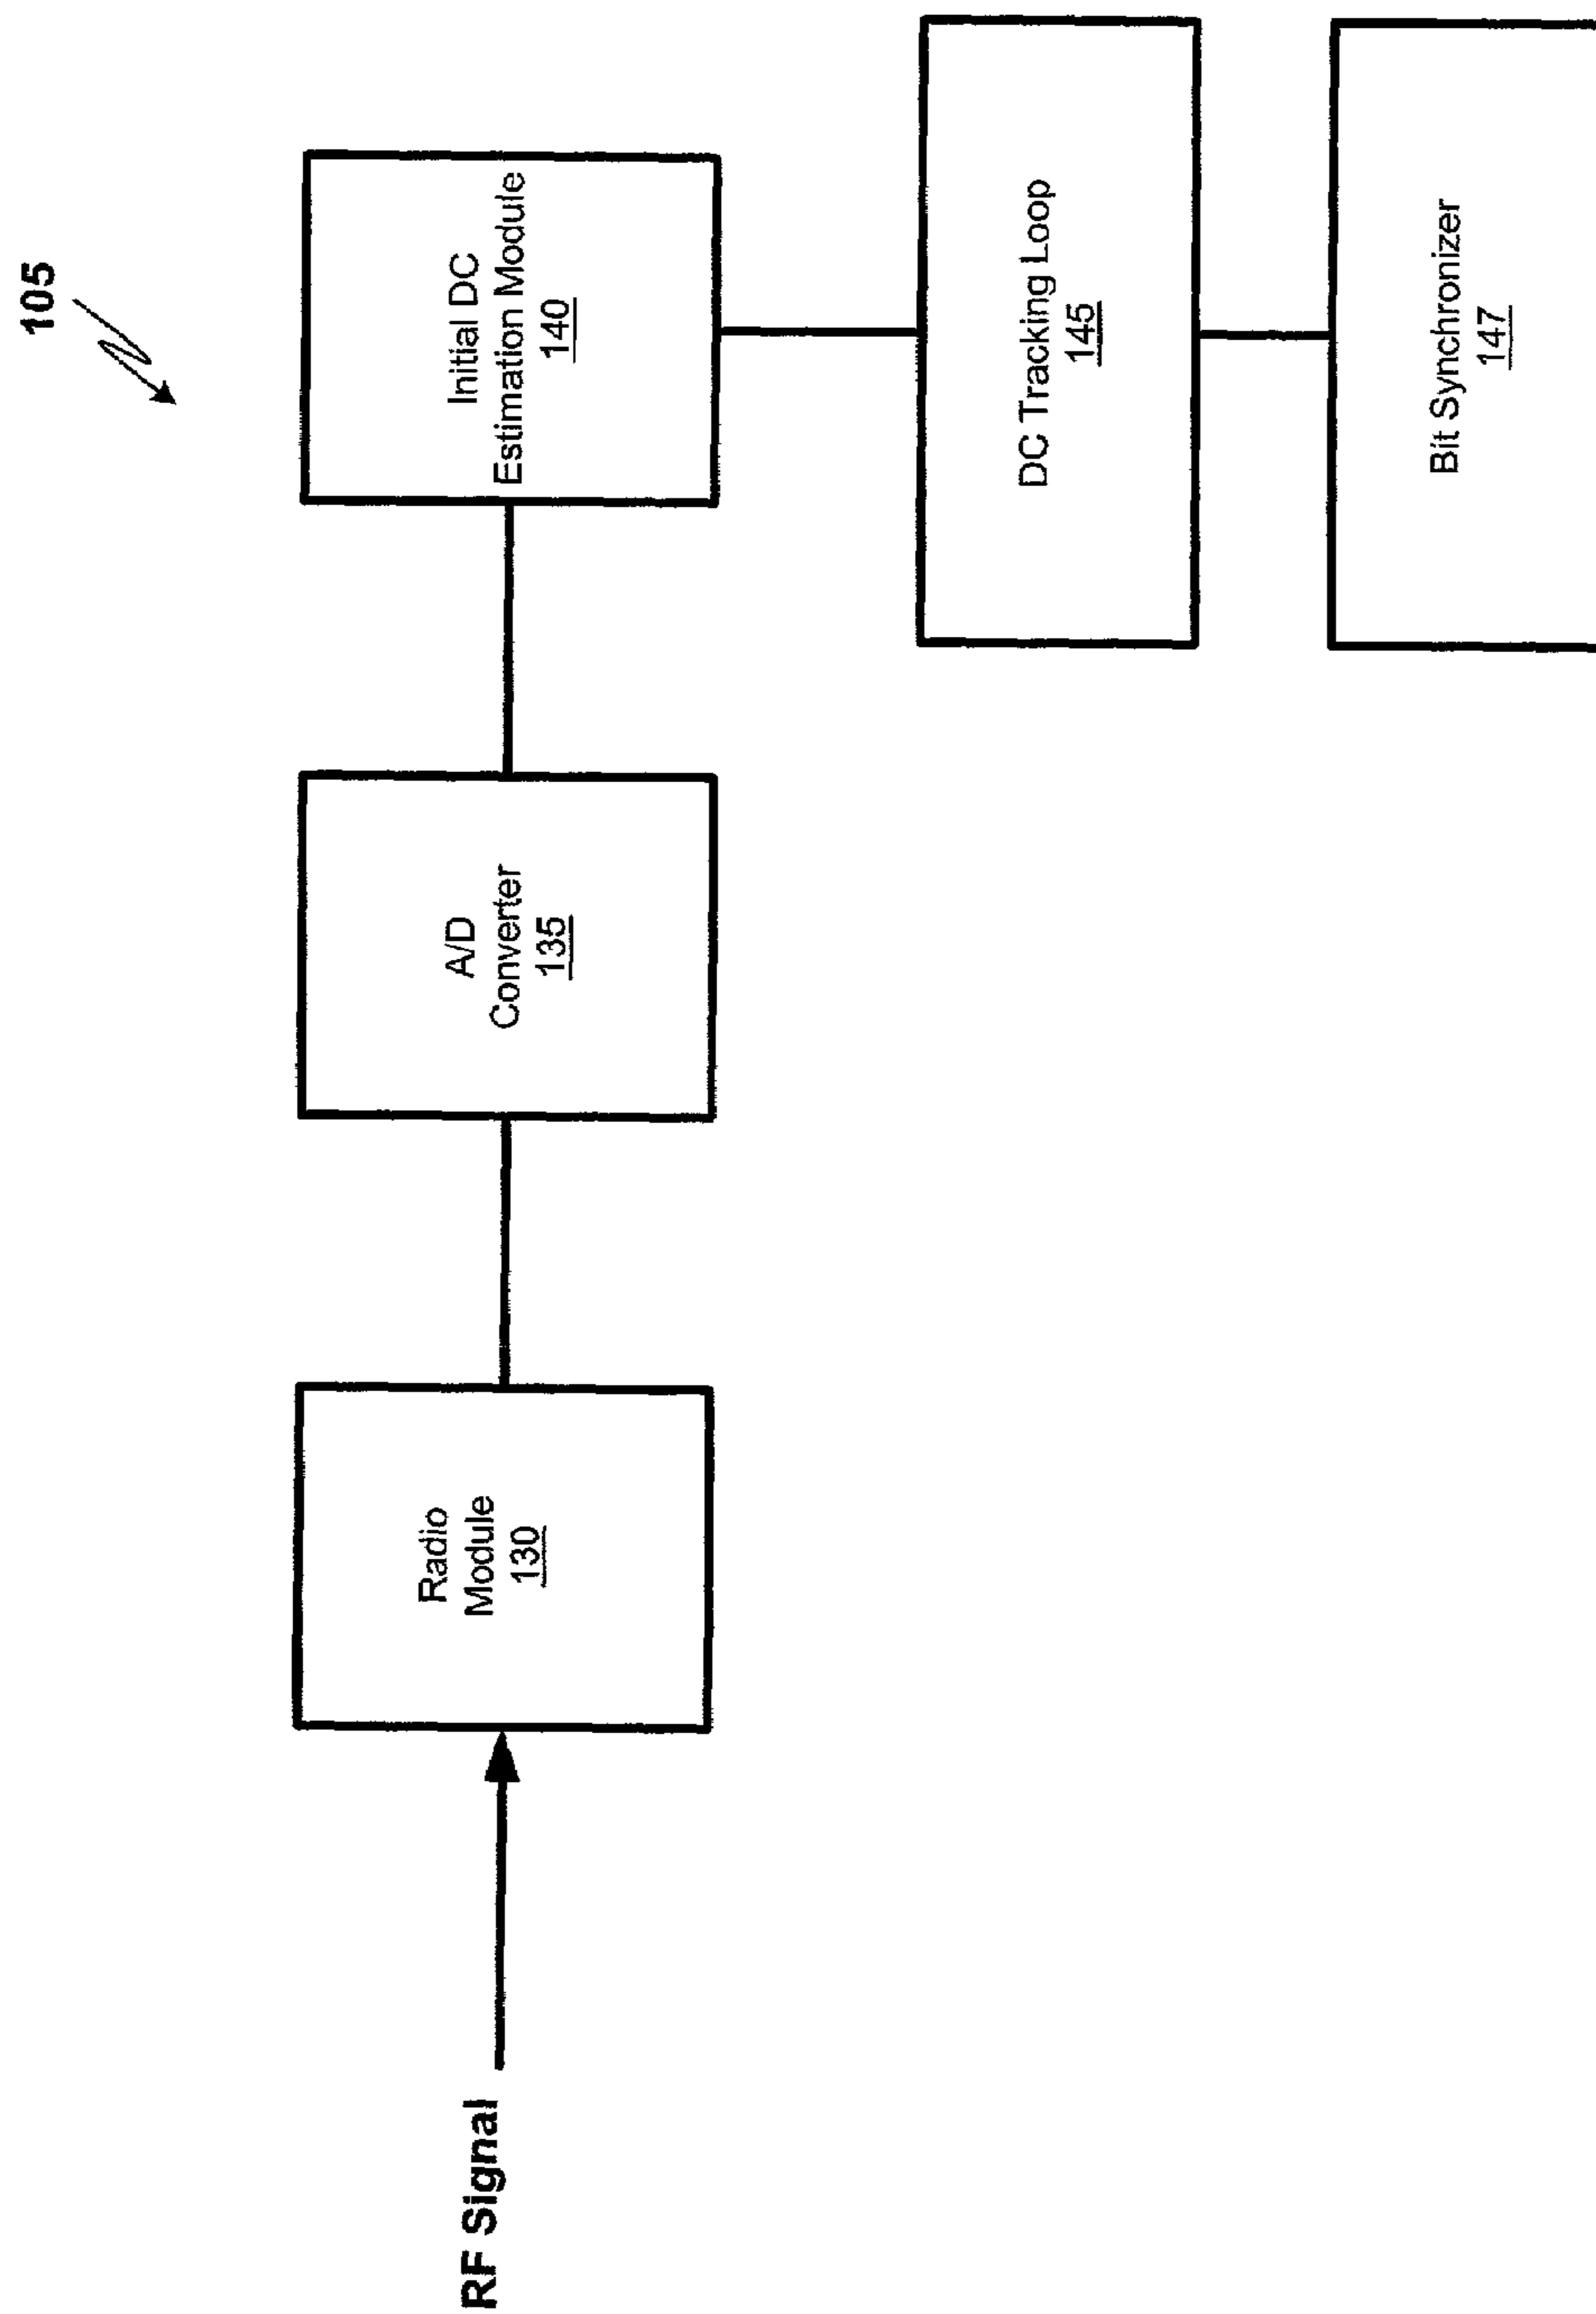 105
RF Signal
Radio
Module
130
A/D
Converter
135
Initial DC
Estimation Module
140
DC Tracking Loop
145
Bit Synchronizer
147